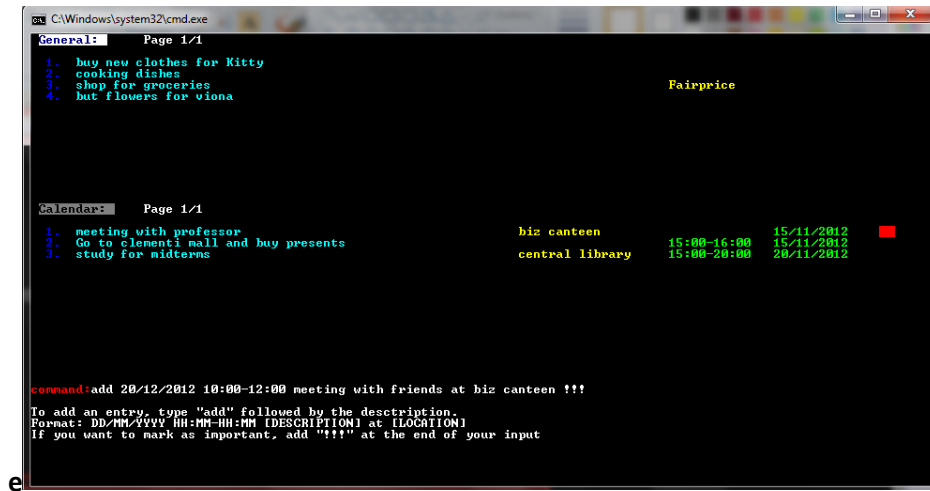 C:\Windows\system32\cmd.exe
General: Page 1/1
1. buy new clothes for Kitty
2. cooking dishes
3. shop for groceries Fairprice
4. but flowers for viona
Calendar: Page 1/1
1. meeting with professor biz canteen 15/11/2012
2. Go to clementi mall and buy presents 15:00-16:00 15/11/2012
3. study for midterms central library 15:00-20:00 20/11/2012
command:add 20/12/2012 10:00-12:00 meeting with friends at biz canteen !!!
To add an entry, type "add" followed by the desctription.
Format: DD/MM/YYYY HH:MM-HH:MM [DESCRIPTION] at [LOCATION]
If you want to mark as important, add "!!!" at the end of your input
e